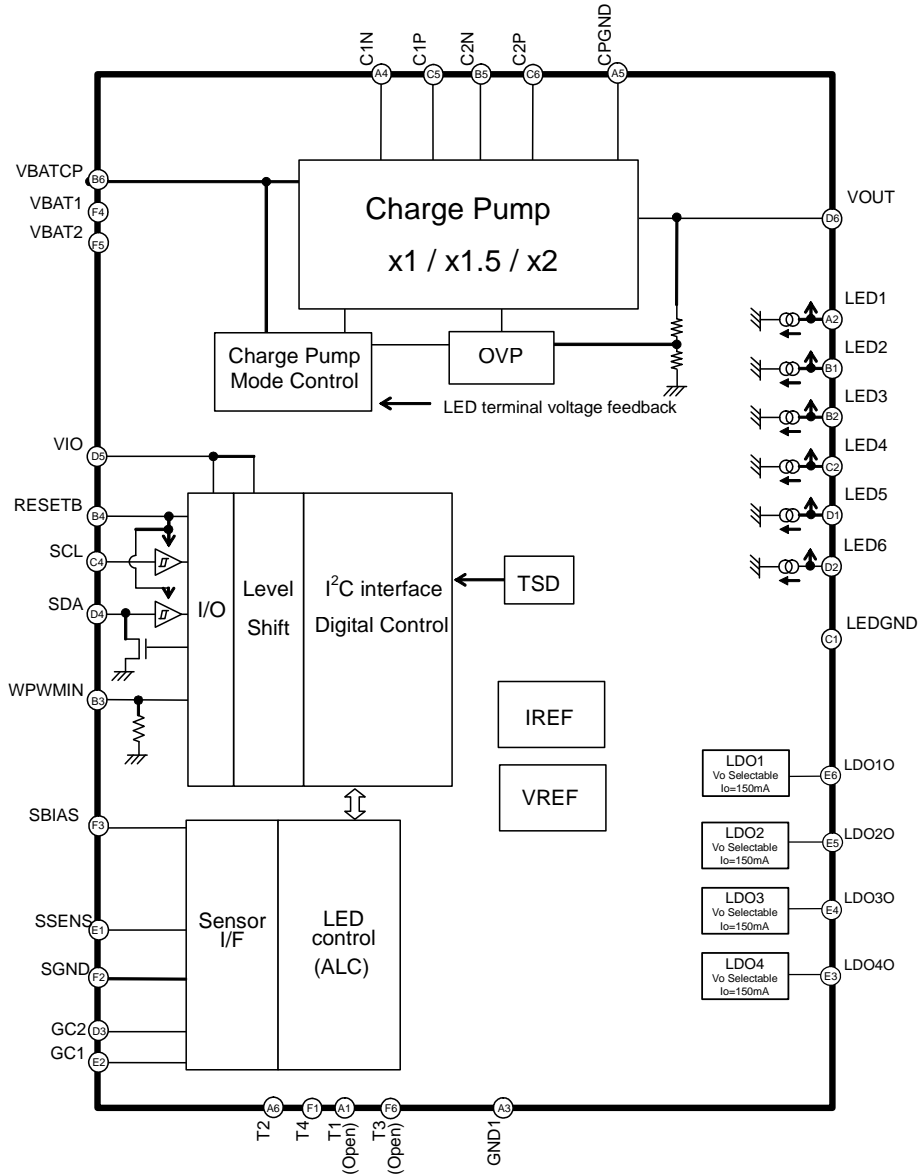 C1N
C1P
C2N
C2P
CPGND
A4
C5
B5
C6
A5
VBATCP
B6
VBAT1
F4
VBAT2
F5
Charge Pump
x1 / x1.5 / x2
VOUT
D6
Charge Pump
Mode Control
OVP
LED terminal voltage feedback
LED1
A2
LED2
B1
LED3
B2
LED4
C2
LED5
D1
LED6
D2
LEDGND
C1
VIO
D5
RESETB
B4
SCL
C4
SDA
D4
WPWMIN
B3
I/O
Level
Shift
I2C interface
Digital Control
TSD
IREF
VREF
LDO1
Vo Selectable
Io=150mA
E6
LDO1O
LDO2
Vo Selectable
Io=150mA
E5
LDO2O
LDO3
Vo Selectable
Io=150mA
E4
LDO3O
LDO4
Vo Selectable
Io=150mA
E3
LDO4O
SBIAS
F3
SSENS
E1
SGND
F2
GC2
D3
GC1
E2
Sensor
I/F
LED
control
(ALC)
A6
F1
A1
F6
A3
T2
T4
T1
(Open)
T3
(Open)
GND1